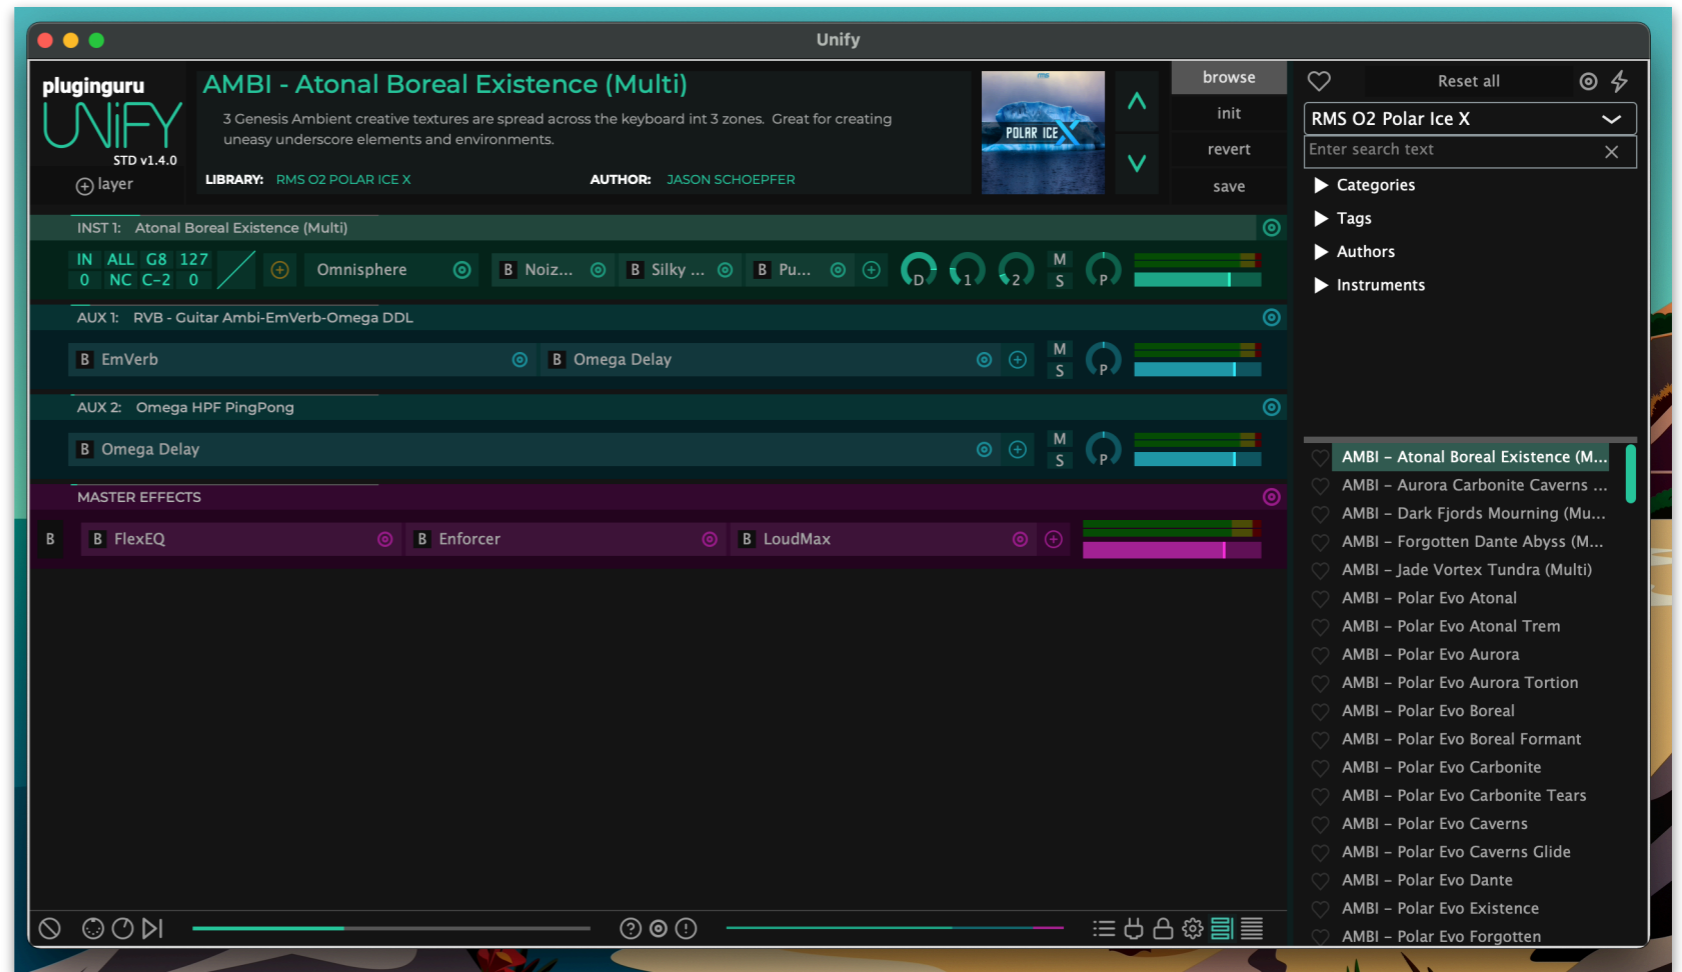 Unify
pluginguru
UNiFY
STD v1.4.0
layer
AMBI - Atonal Boreal Existence (Multi)
3 Genesis Ambient creative textures are spread across the keyboard int 3 zones. Great for creating
uneasy underscore elements and environments.
LIBRARY: RMS O2 POLAR ICE X
AUTHOR: JASON SCHOEPFER
POLAR ICE X
browse
init
revert
save
INST 1: Atonal Boreal Existence (Multi)
IN ALL G8 127
0 NC C-2 0
Omnisphere
B Noiz...
B Silky ...
B Pu...
D 1 2
M
S
P
AUX 1: RVB - Guitar Ambi-EmVerb-Omega DDL
B EmVerb
B Omega Delay
M
S
P
AUX 2: Omega HPF PingPong
B Omega Delay
M
S
P
MASTER EFFECTS
B
B FlexEQ
B Enforcer
B LoudMax
Reset all
RMS O2 Polar Ice X
Enter search text
Categories
Tags
Authors
Instruments
AMBI – Atonal Boreal Existence (M...
AMBI – Aurora Carbonite Caverns ...
AMBI – Dark Fjords Mourning (Mu...
AMBI – Forgotten Dante Abyss (M...
AMBI – Jade Vortex Tundra (Multi)
AMBI – Polar Evo Atonal
AMBI – Polar Evo Atonal Trem
AMBI – Polar Evo Aurora
AMBI – Polar Evo Aurora Tortion
AMBI – Polar Evo Boreal
AMBI – Polar Evo Boreal Formant
AMBI – Polar Evo Carbonite
AMBI – Polar Evo Carbonite Tears
AMBI – Polar Evo Caverns
AMBI – Polar Evo Caverns Glide
AMBI – Polar Evo Dante
AMBI – Polar Evo Existence
AMBI – Polar Evo Forgotten